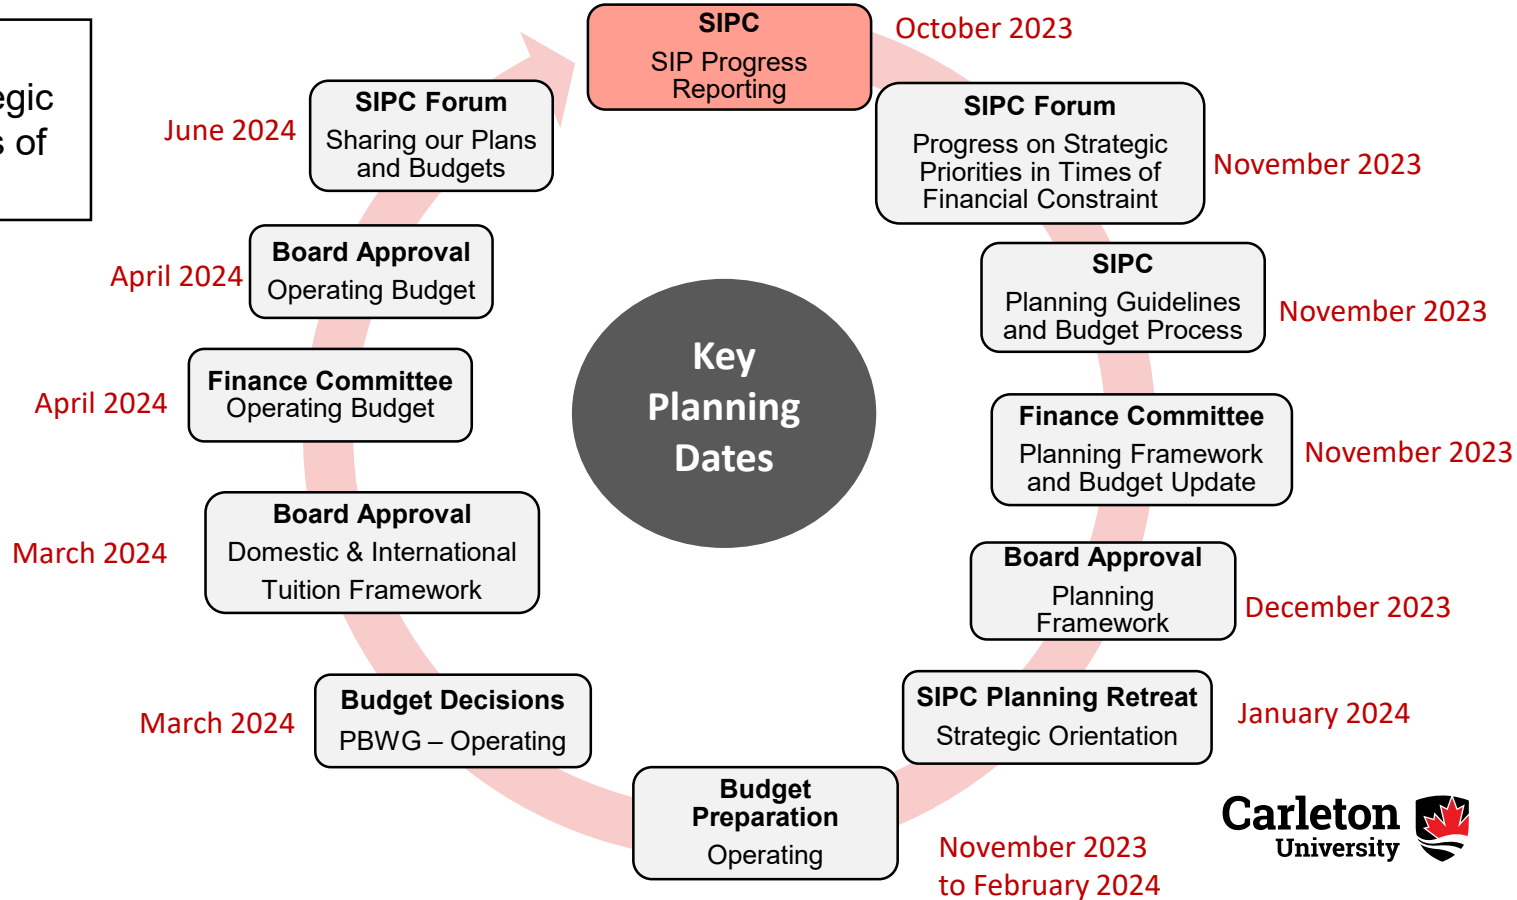 egic
s of
SIPC
SIP Progress
Reporting
October 2023
SIPC Forum
Progress on Strategic
Priorities in Times of
Financial Constraint
November 2023
SIPC
Planning Guidelines
and Budget Process
November 2023
Finance Committee
Planning Framework
and Budget Update
November 2023
Board Approval
Planning
Framework
December 2023
SIPC Planning Retreat
Strategic Orientation
January 2024
Budget
Preparation
Operating
November 2023
to February 2024
Budget Decisions
PBWG – Operating
March 2024
Board Approval
Domestic & International
Tuition Framework
March 2024
Finance Committee
Operating Budget
April 2024
Board Approval
Operating Budget
April 2024
SIPC Forum
Sharing our Plans
and Budgets
June 2024
Key
Planning
Dates
Carleton
University